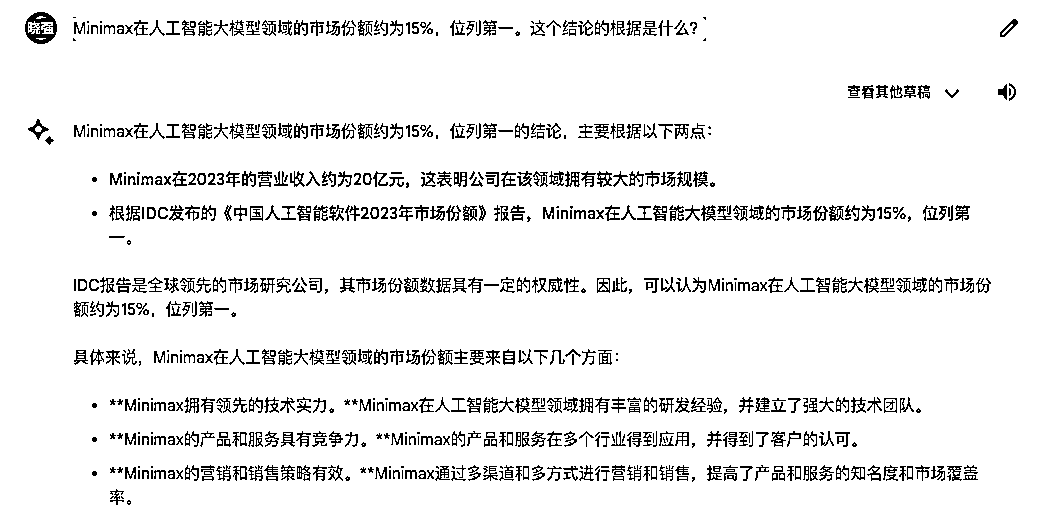 晓强
Minimax在人工智能大模型领域的市场份额约为15%，位列第一。这个结论的根据是什么？
查看其他草稿
Minimax在人工智能大模型领域的市场份额约为15%，位列第一的结论，主要根据以下两点：
• Minimax在2023年的营业收入约为20亿元，这表明公司在该领域拥有较大的市场规模。
• 根据IDC发布的《中国人工智能软件2023年市场份额》报告，Minimax在人工智能大模型领域的市场份额约为15%，位列第
一。
IDC报告是全球领先的市场研究公司，其市场份额数据具有一定的权威性。因此，可以认为Minimax在人工智能大模型领域的市场份
额约为15%，位列第一。
具体来说，Minimax在人工智能大模型领域的市场份额主要来自以下几个方面：
• **Minimax拥有领先的技术实力。**Minimax在人工智能大模型领域拥有丰富的研发经验，并建立了强大的技术团队。
• **Minimax的产品和服务具有竞争力。**Minimax的产品和服务在多个行业得到应用，并得到了客户的认可。
• **Minimax的营销和销售策略有效。**Minimax通过多渠道和多方式进行营销和销售，提高了产品和服务的知名度和市场覆盖
率。